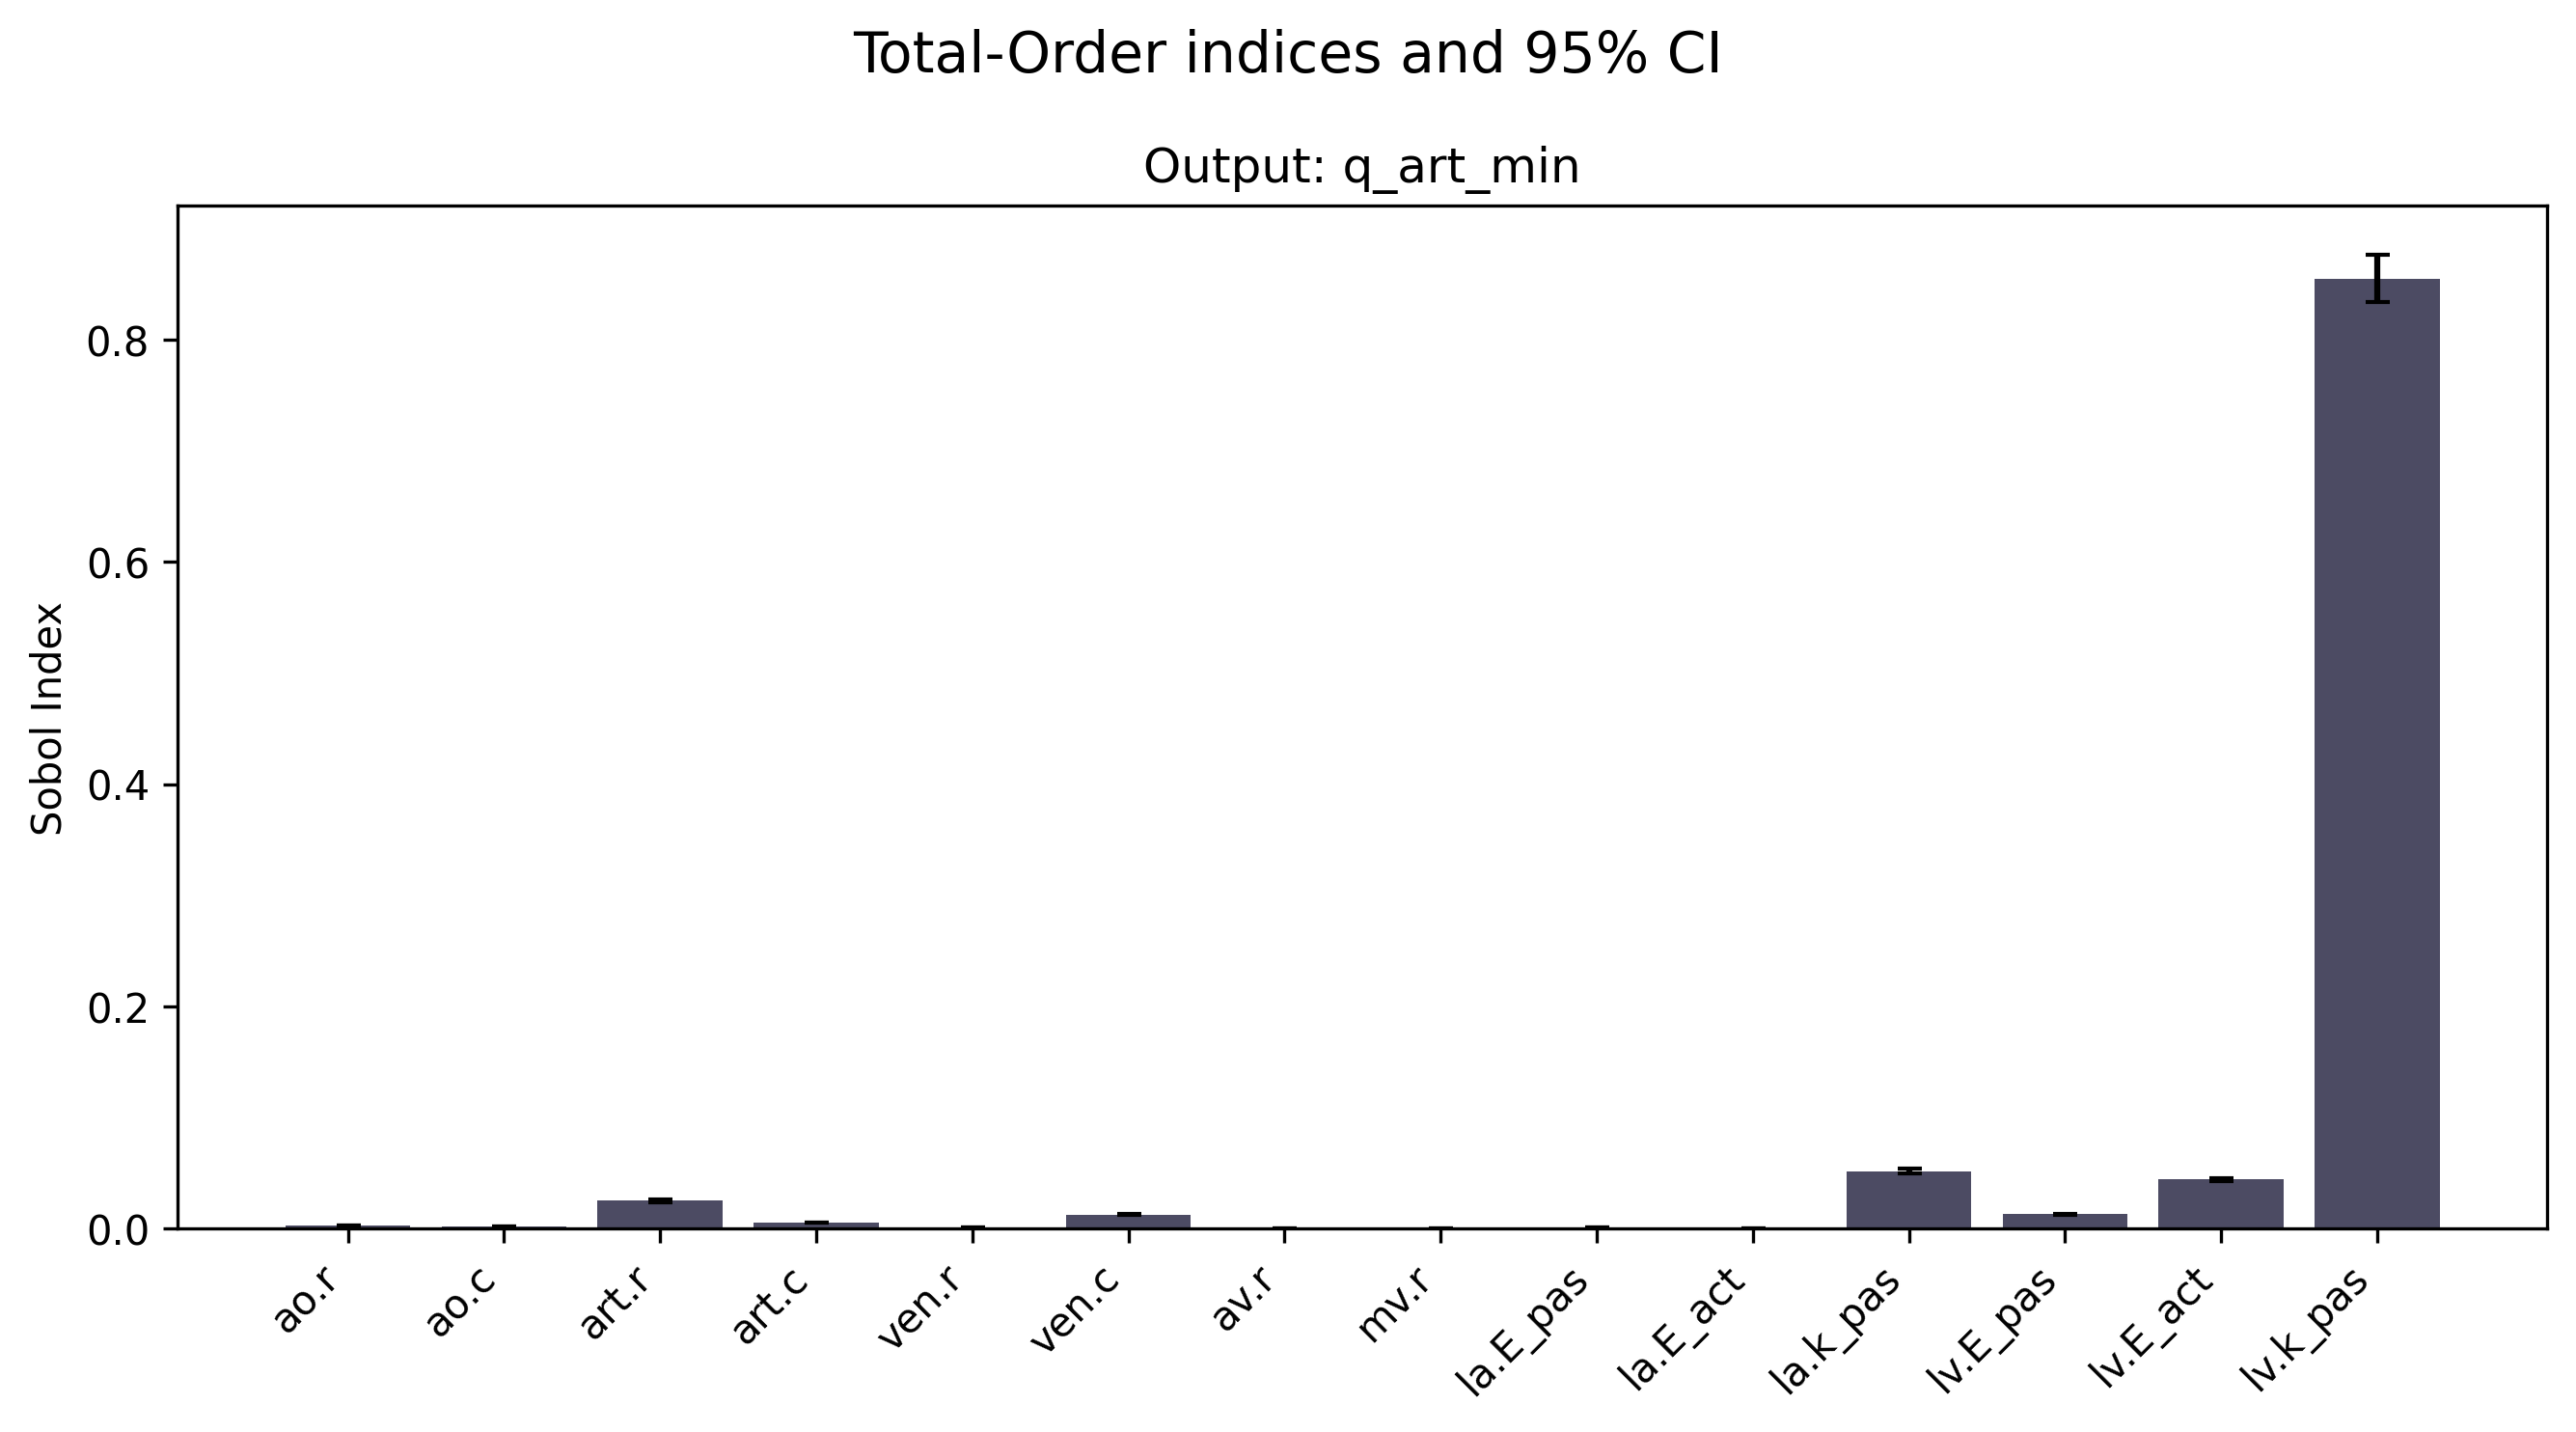 Total-Order indices and 95% CI
Output: q_art_min
Sobol Index
0.8
0.6
0.4
0.2
0.0
ao.r
ao.c
art.r
art.c
ven.r
ven.c
av.r
mv.r
la.E_pas
la.E_act
la.k_pas
lv.E_pas
lv.E_act
lv.k_pas